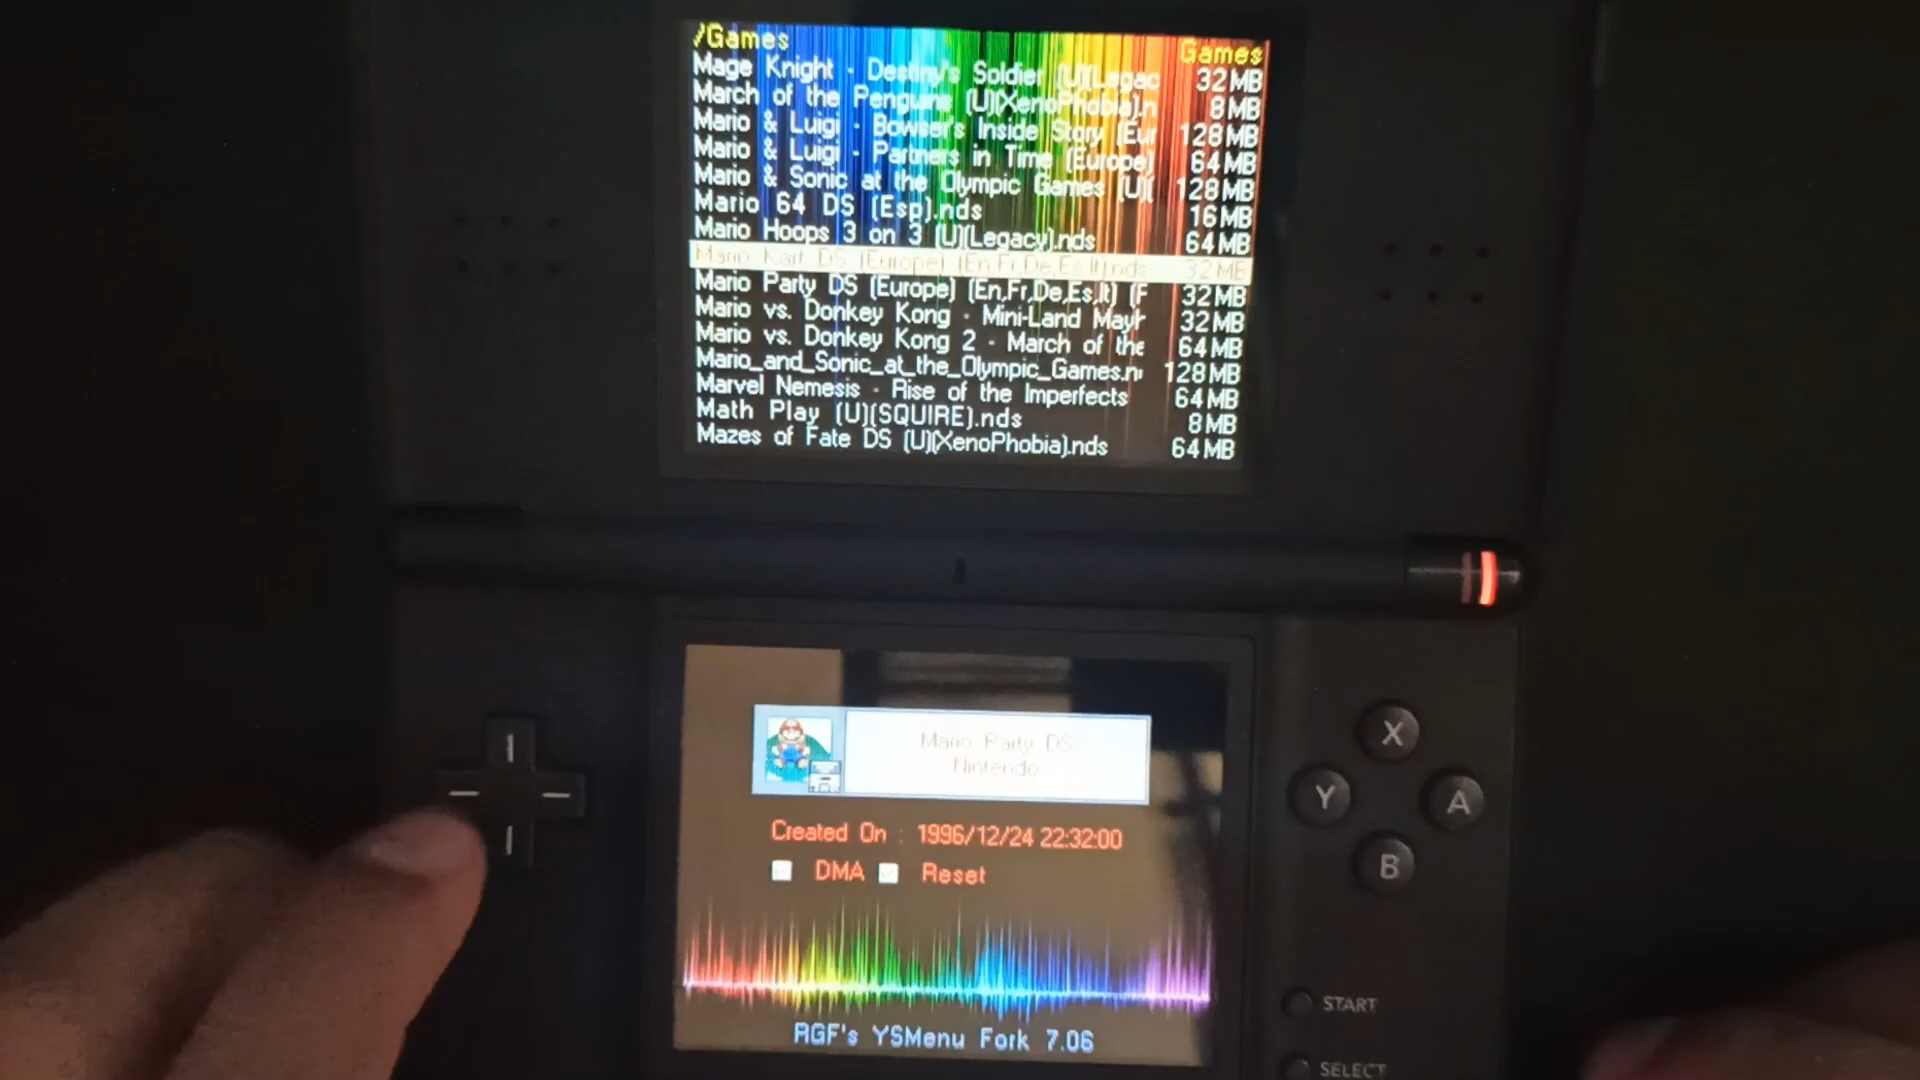 /Games Games
Mage Knight - Destiny's Soldier (U)(Legac 32MB
March of the Penguins (U)(XenoPhobia).n 8MB
Mario & Luigi - Bowser's Inside Story (Eur 128MB
Mario & Luigi - Partners in Time (Europe) 64MB
Mario & Sonic at the Olympic Games (U)( 128MB
Mario 64 DS (Esp).nds 16MB
Mario Hoops 3 on 3 (U)(Legacy).nds 64MB
Mario Kart DS (Europe) (En,Fr,De,Es,It).nds 32MB
Mario Party DS (Europe) (En,Fr,De,Es,It) (F 32MB
Mario vs. Donkey Kong - Mini-Land Mayh 32MB
Mario vs. Donkey Kong 2 - March of the 64MB
Mario_and_Sonic_at_the_Olympic_Games.n 128MB
Marvel Nemesis - Rise of the Imperfects 64MB
Math Play (U)(SQUIRE).nds 8MB
Mazes of Fate DS (U)(XenoPhobia).nds 64MB
Mario Party DS
Nintendo
Created On : 1996/12/24 22:32:00
DMA Reset
RGF's YSMenu Fork 7.06
X
Y A
B
START
SELECT